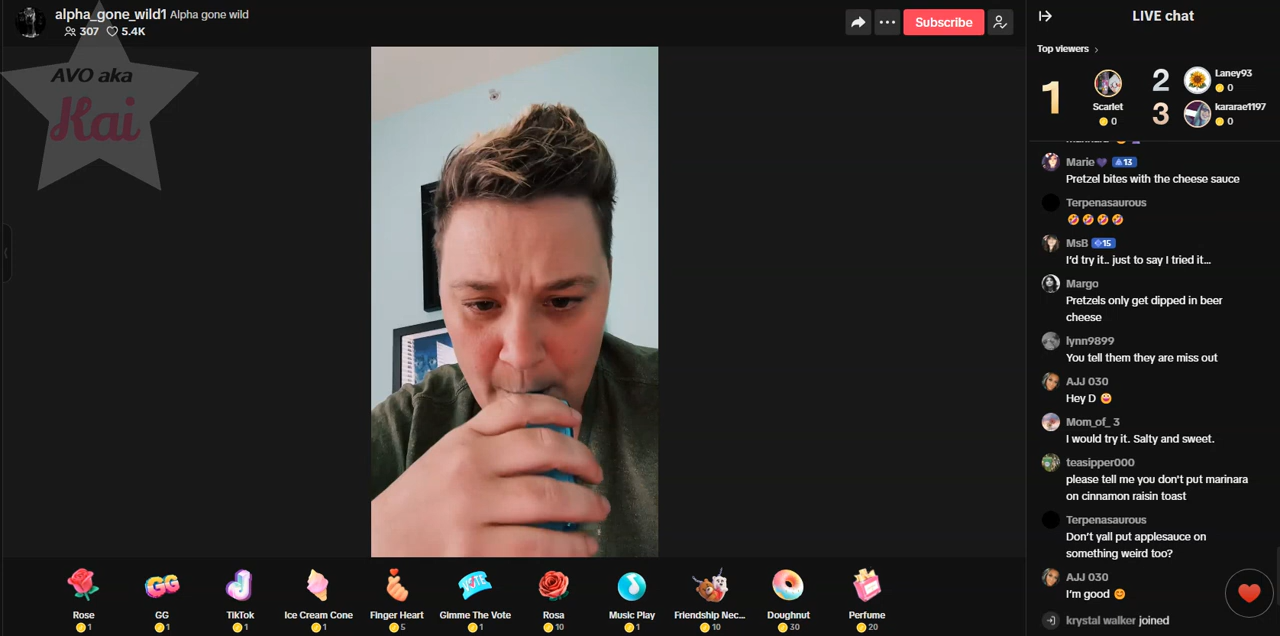 alpha_gone_wild1 Alpha gone wild
307 5.4K
Subscribe
AVO aka
Kai
LIVE chat
Top viewers
1
Scarlet
0
2
Laney93
0
3
kararae1197
0
Marie 13
Pretzel bites with the cheese sauce
Terpenasaurous
MsB 15
I'd try it.. just to say I tried it...
Margo
Pretzels only get dipped in beer
cheese
lynn9899
You tell them they are miss out
AJJ 030
Hey D
Mom_of_ 3
I would try it. Salty and sweet.
teasipper000
please tell me you don't put marinara
on cinnamon raisin toast
Terpenasaurous
Don't yall put applesauce on
something weird too?
AJJ 030
I'm good
krystal walker joined
Rose
1
GG
GG
1
TikTok
1
Ice Cream Cone
1
Finger Heart
5
VOTE
Gimme The Vote
1
Rosa
10
Music Play
1
Friendship Nec...
10
Doughnut
30
Perfume
20